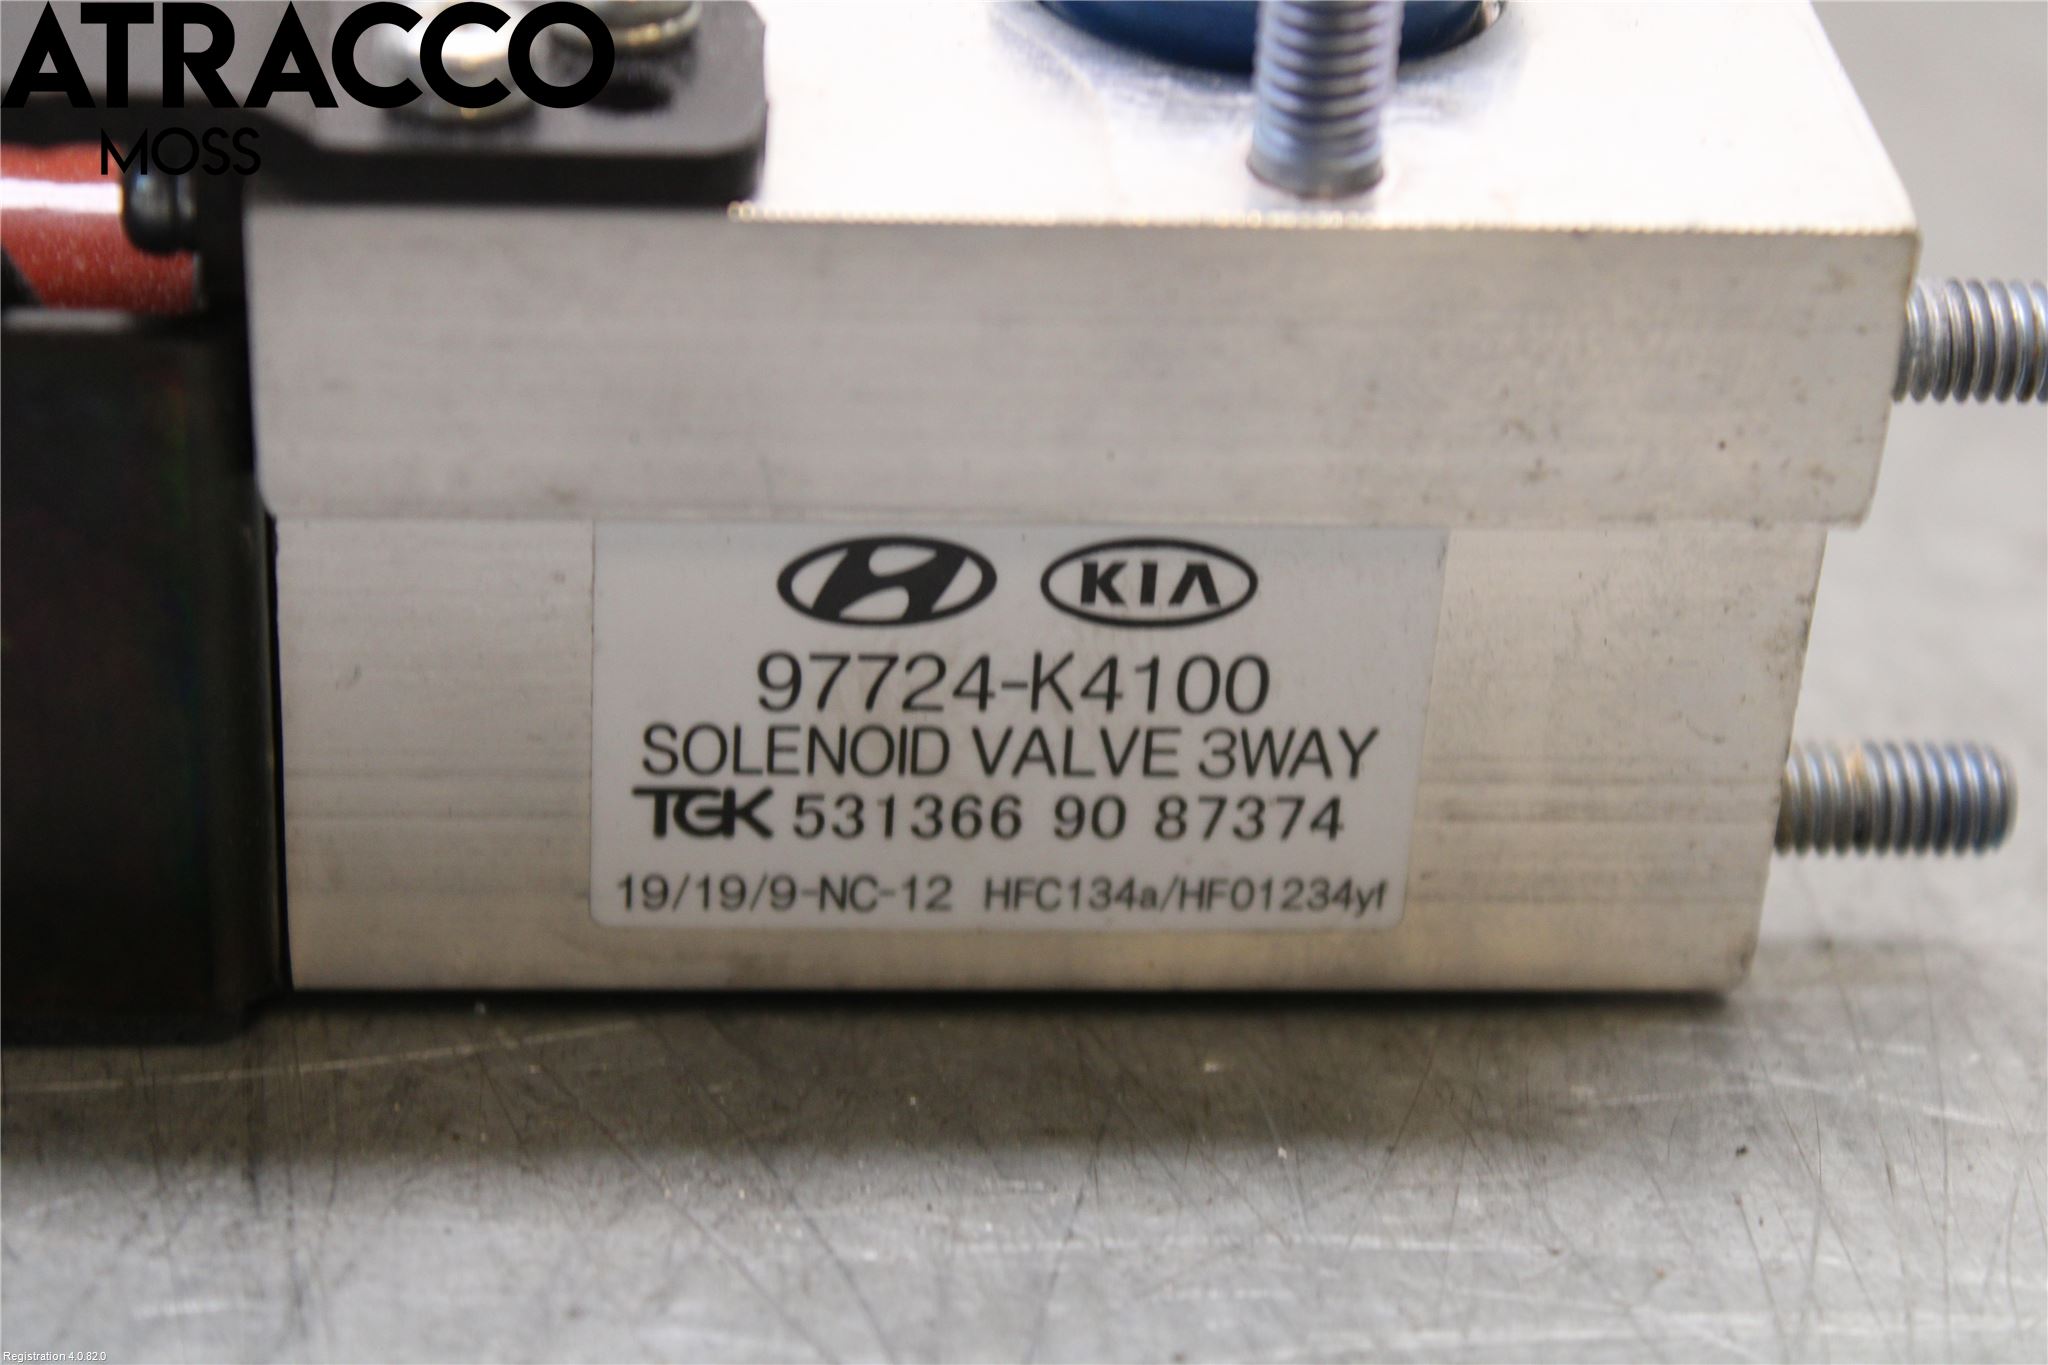 ATRACCO
MOSS
KIA
97724-K4100
SOLENOID VALVE 3WAY
TGK 531366 90 87374
19/19/9-NC-12 HFC134a/HFO1234yf
Registration 4.0.82.0